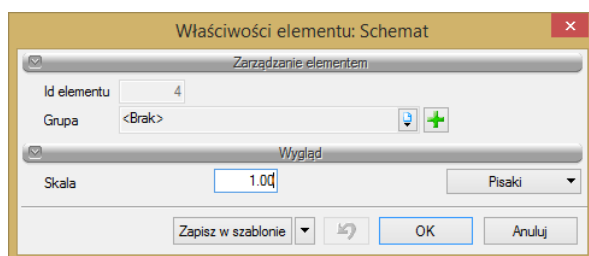 Właściwości elementu: Schemat
Zarządzanie elementem
Id elementu 4
Grupa <Brak>
Wygląd
Skala 1.00 Pisaki
Zapisz w szablonie OK Anuluj